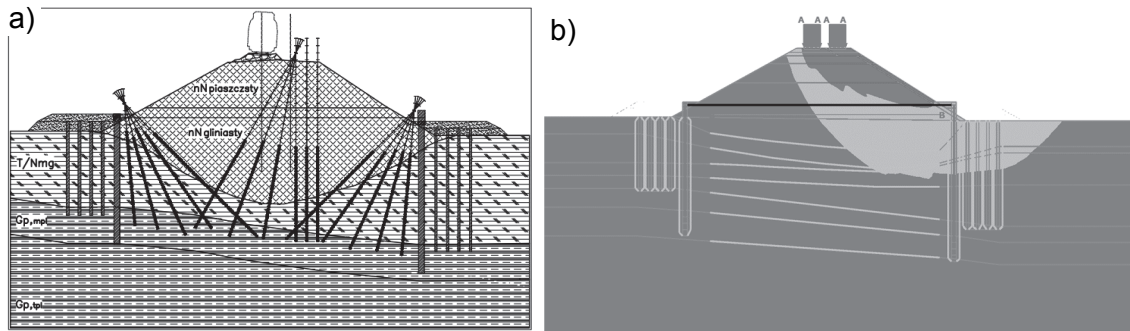 a)
nN piaszczysty
nN gliniasty
T/Nmg
Gp,mpl
Gp,tpl
b)
A A A A
B